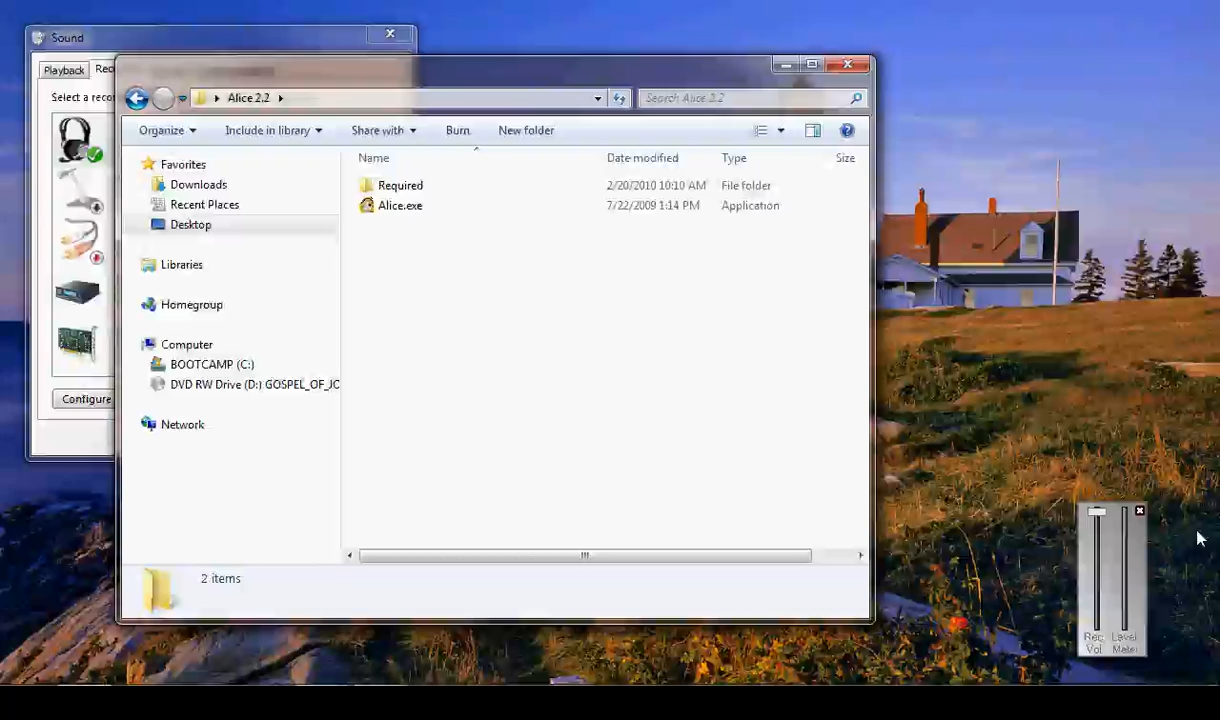 Sound
Playback
Select a
Configure
Alice 2.2
Search Alice 2.2
Organize Include in library Share with Burn New folder
Name Date modified Type Size
Required 2/20/2010 10:10 AM File folder
Alice.exe 7/22/2009 1:14 PM Application
Favorites
Downloads
Recent Places
Desktop
Libraries
Homegroup
Computer
BOOTCAMP (C:)
DVD RW Drive (D:) GOSPEL_OF_JC
Network
2 items
Rec Level
Vol Meter